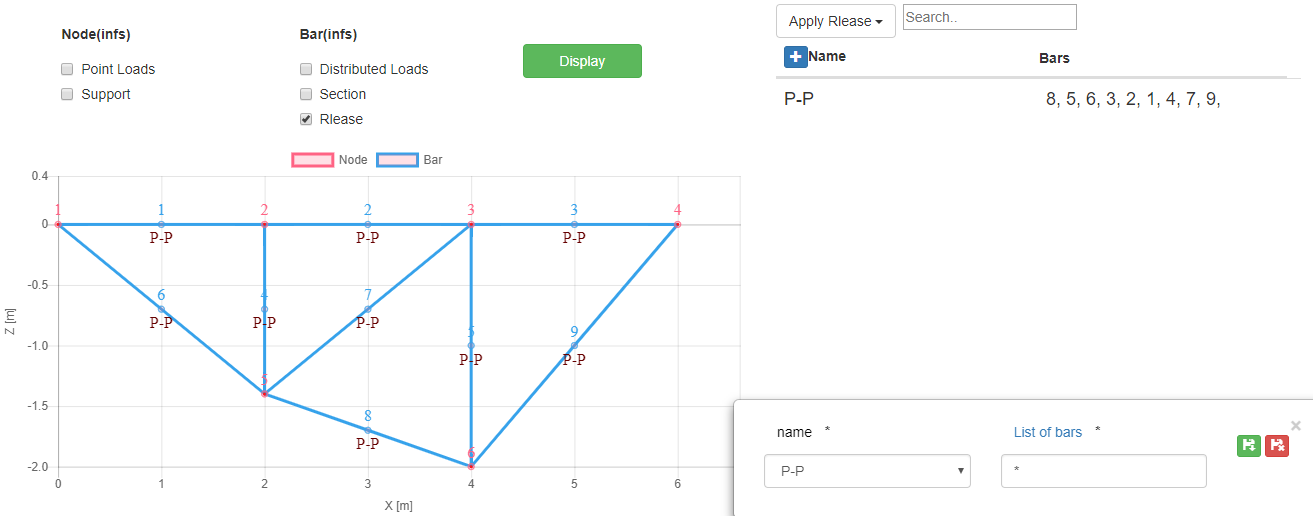 Node(infs)
Point Loads
Support
Bar(infs)
Distributed Loads
Section
Rlease
Display
Apply Rlease
Search..
Name Bars
P-P 8, 5, 6, 3, 2, 1, 4, 7, 9,
Node Bar
0.4
1 1 2 2 3 3 4
0
P-P P-P P-P
-0.5
6 4 7
P-P P-P P-P
Z [m]
5 9
-1.0
P-P P-P
5
-1.5
8
P-P
6
-2.0
0 1 2 3 4 5 6
X [m]
name * List of bars * ×
P-P *